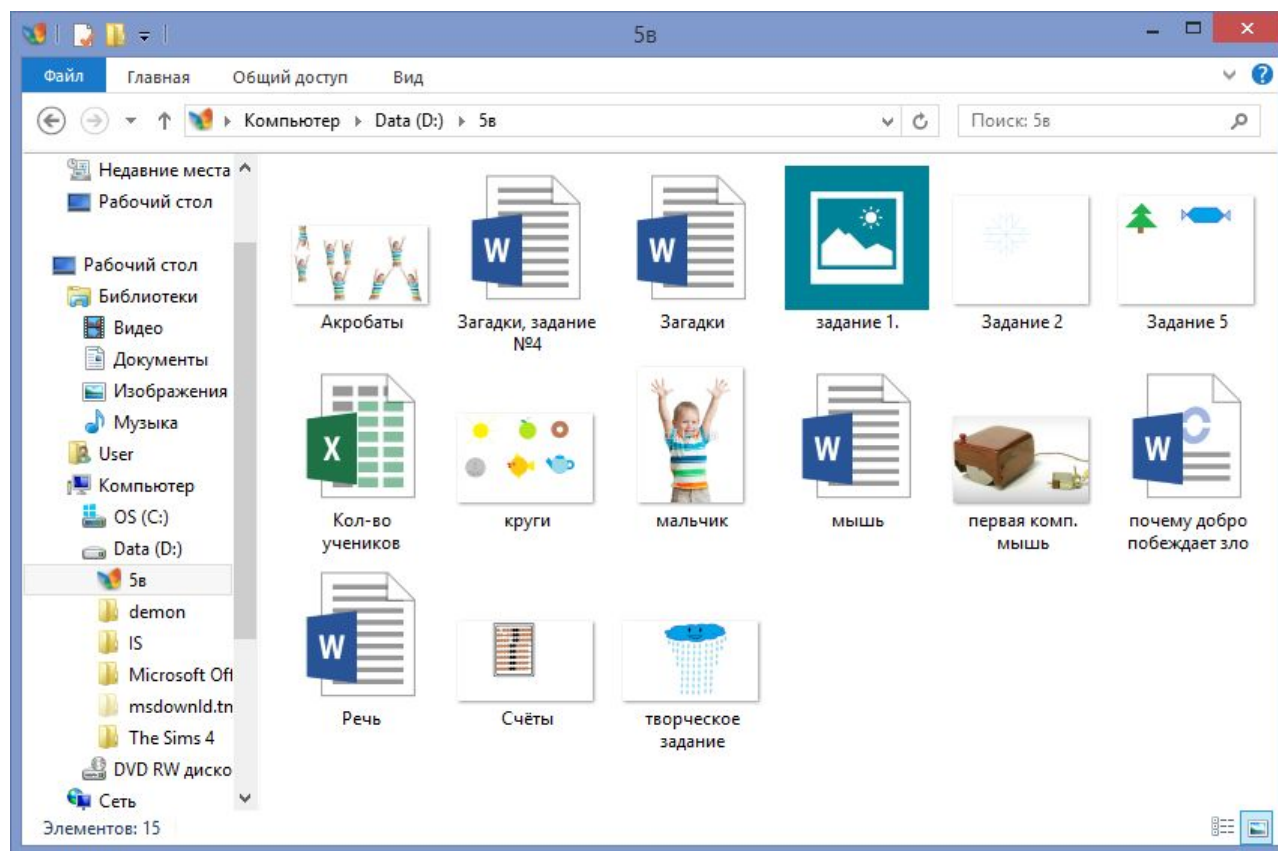 5в
Файл Главная Общий доступ Вид
Компьютер Data (D:) 5в
Поиск: 5в
Недавние места
Рабочий стол
Рабочий стол
Библиотеки
Видео
Документы
Изображения
Музыка
User
Компьютер
OS (C:)
Data (D:)
5в
demon
IS
Microsoft Off
msdownld.tn
The Sims 4
DVD RW диско
Сеть
Акробаты
Загадки, задание
№4
Загадки
задание 1.
Задание 2
Задание 5
Кол-во
учеников
круги
мальчик
мышь
первая комп.
мышь
почему добро
побеждает зло
Речь
Счёты
творческое
задание
Элементов: 15